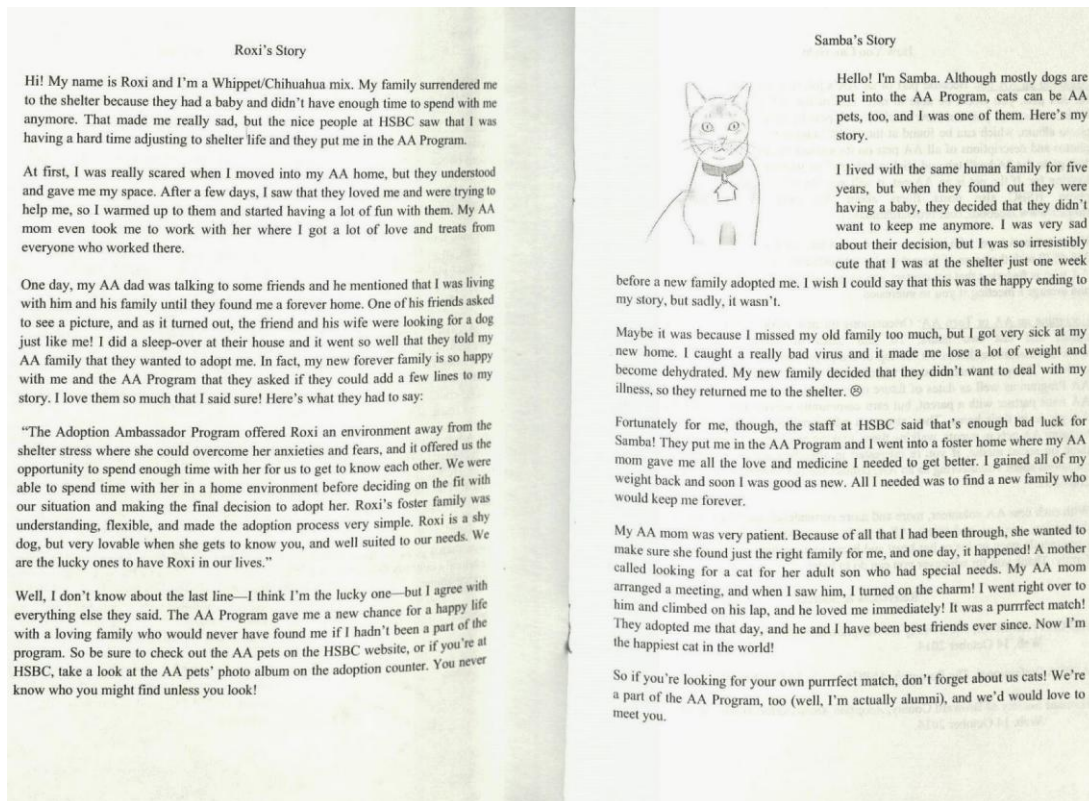 Roxi's Story
Hi! My name is Roxi and I'm a Whippet/Chihuahua mix. My family surrendered me
to the shelter because they had a baby and didn't have enough time to spend with me
anymore. That made me really sad, but the nice people at HSBC saw that I was
having a hard time adjusting to shelter life and they put me in the AA Program.
At first, I was really scared when I moved into my AA home, but they understood
and gave me my space. After a few days, I saw that they loved me and were trying to
help me, so I warmed up to them and started having a lot of fun with them. My AA
mom even took me to work with her where I got a lot of love and treats from
everyone who worked there.
One day, my AA dad was talking to some friends and he mentioned that I was living
with him and his family until they found me a forever home. One of his friends asked
to see a picture, and as it turned out, the friend and his wife were looking for a dog
just like me! I did a sleep-over at their house and it went so well that they told my
AA family that they wanted to adopt me. In fact, my new forever family is so happy
with me and the AA Program that they asked if they could add a few lines to my
story. I love them so much that I said sure! Here's what they had to say:
"The Adoption Ambassador Program offered Roxi an environment away from the
shelter stress where she could overcome her anxieties and fears, and it offered us the
opportunity to spend enough time with her for us to get to know each other. We were
able to spend time with her in a home environment before deciding on the fit with
our situation and making the final decision to adopt her. Roxi's foster family was
understanding, flexible, and made the adoption process very simple. Roxi is a shy
dog, but very lovable when she gets to know you, and well suited to our needs. We
are the lucky ones to have Roxi in our lives."
Well, I don't know about the last line—I think I'm the lucky one—but I agree with
everything else they said. The AA Program gave me a new chance for a happy life
with a loving family who would never have found me if I hadn't been a part of the
program. So be sure to check out the AA pets on the HSBC website, or if you're at
HSBC, take a look at the AA pets' photo album on the adoption counter. You never
know who you might find unless you look!
Samba's Story
Hello! I'm Samba. Although mostly dogs are
put into the AA Program, cats can be AA
pets, too, and I was one of them. Here's my
story.
I lived with the same human family for five
years, but when they found out they were
having a baby, they decided that they didn't
want to keep me anymore. I was very sad
about their decision, but I was so irresistibly
cute that I was at the shelter just one week
before a new family adopted me. I wish I could say that this was the happy ending to
my story, but sadly, it wasn't.
Maybe it was because I missed my old family too much, but I got very sick at my
new home. I caught a really bad virus and it made me lose a lot of weight and
become dehydrated. My new family decided that they didn't want to deal with my
illness, so they returned me to the shelter. ☹
Fortunately for me, though, the staff at HSBC said that's enough bad luck for
Samba! They put me in the AA Program and I went into a foster home where my AA
mom gave me all the love and medicine I needed to get better. I gained all of my
weight back and soon I was good as new. All I needed was to find a new family who
would keep me forever.
My AA mom was very patient. Because of all that I had been through, she wanted to
make sure she found just the right family for me, and one day, it happened! A mother
called looking for a cat for her adult son who had special needs. My AA mom
arranged a meeting, and when I saw him, I turned on the charm! I went right over to
him and climbed on his lap, and he loved me immediately! It was a purrrfect match!
They adopted me that day, and he and I have been best friends ever since. Now I'm
the happiest cat in the world!
So if you're looking for your own purrrfect match, don't forget about us cats! We're
a part of the AA Program, too (well, I'm actually alumni), and we'd would love to
meet you.